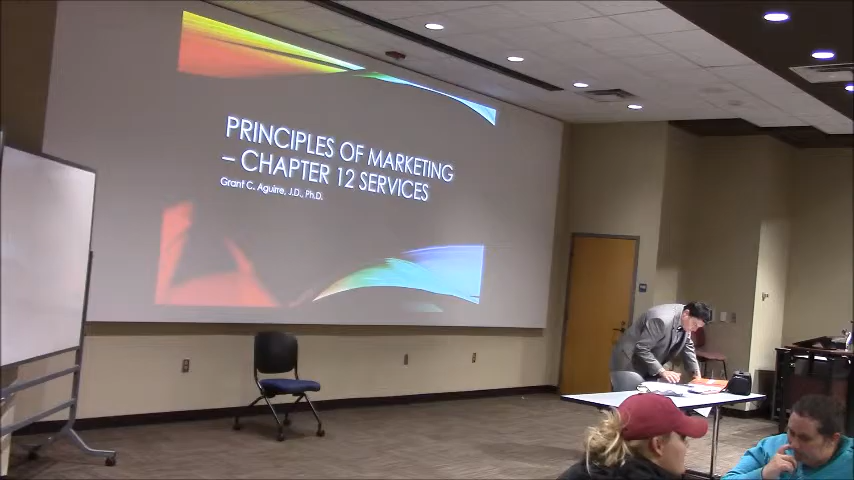 PRINCIPLES OF MARKETING
– CHAPTER 12 SERVICES
Grant C. Aguirre, J.D., Ph.D.